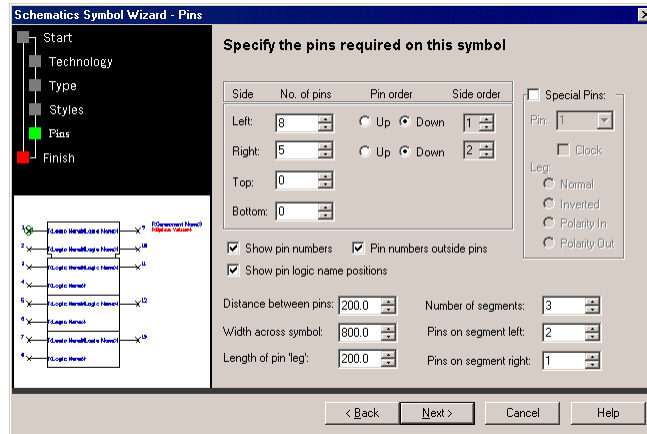 Schematics Symbol Wizard - Pins
Start
Technology
Type
Styles
Pins
Finish
Specify the pins required on this symbol
Side No. of pins Pin order Side order
Left: 8 Up Down 1
Right: 5 Up Down 2
Top: 0
Bottom: 0
Special Pins:
Pin: 1
Clock
Leg:
Normal
Inverted
Polarity In
Polarity Out
Show pin numbers Pin numbers outside pins
Show pin logic name positions
Distance between pins: 200.0 Number of segments: 3
Width across symbol: 800.0 Pins on segment left: 2
Length of pin 'leg': 200.0 Pins on segment right: 1
< Back Next > Cancel Help